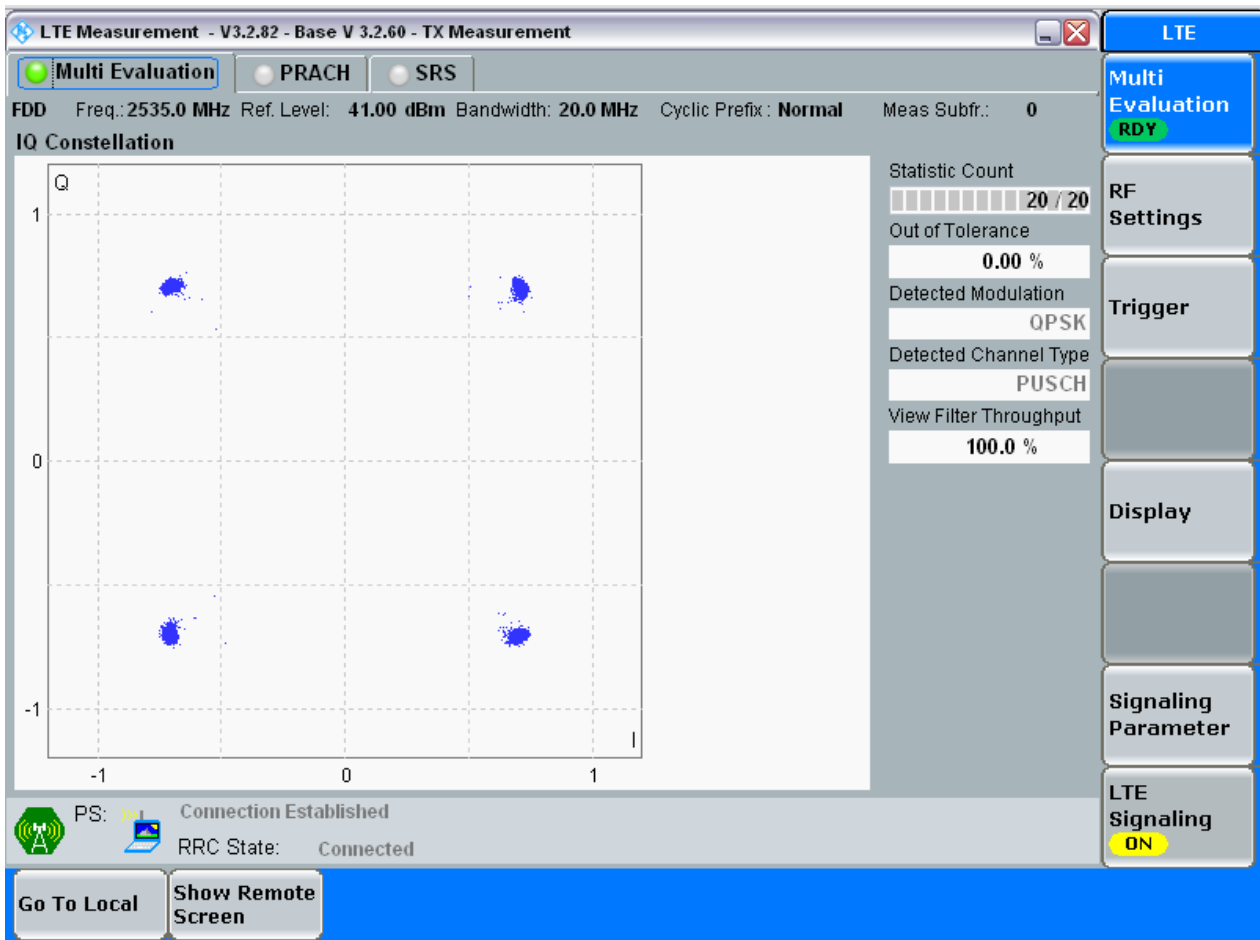 LTE Measurement - V3.2.82 - Base V 3.2.60 - TX Measurement
LTE
Multi Evaluation PRACH SRS
FDD Freq.: 2535.0 MHz Ref. Level: 41.00 dBm Bandwidth: 20.0 MHz Cyclic Prefix : Normal Meas Subfr.: 0
IQ Constellation
Q
1
0
-1
I
-1 0 1
Statistic Count
20 / 20
Out of Tolerance
0.00 %
Detected Modulation
QPSK
Detected Channel Type
PUSCH
View Filter Throughput
100.0 %
Multi
Evaluation
RDY
RF
Settings
Trigger
Display
Signaling
Parameter
LTE
Signaling
ON
PS: Connection Established
RRC State: Connected
Go To Local
Show Remote
Screen